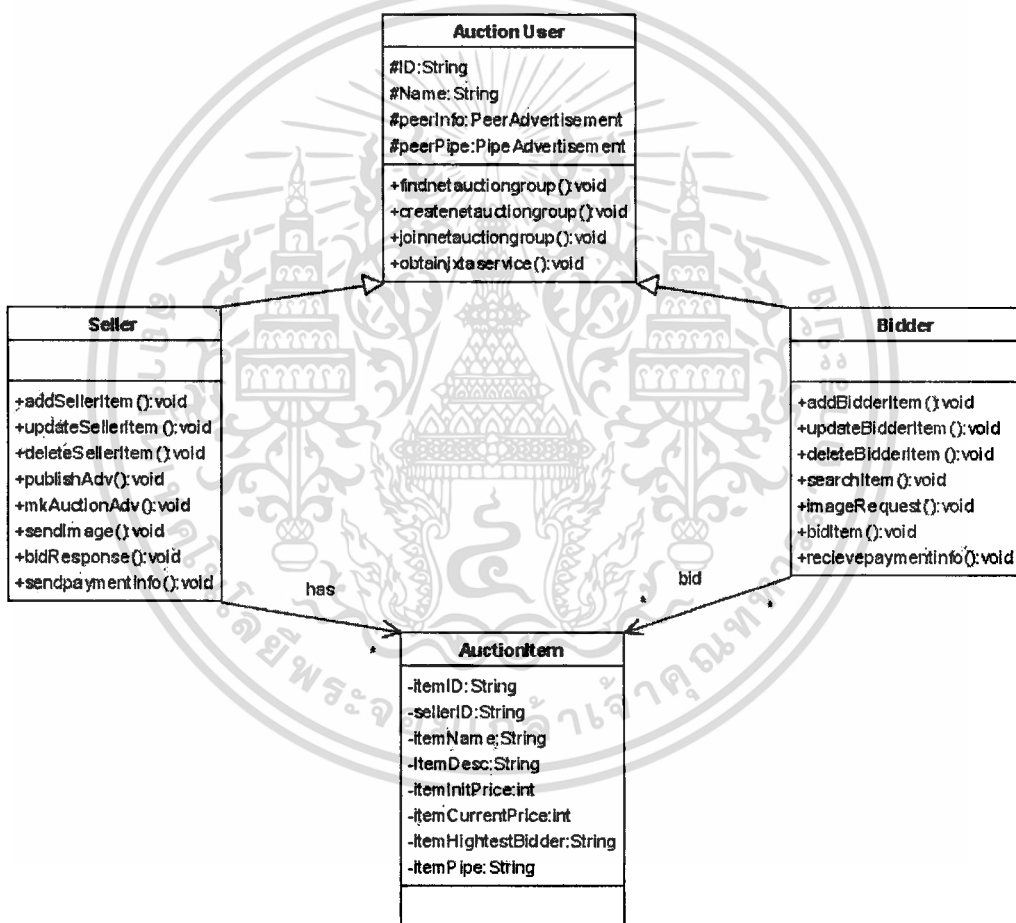 Auction User
#ID:String
#Name:String
#peerInfo:PeerAdvertisement
#peerPipe:PipeAdvertisement
+findnetauctiongroup():void
+createnetauctiongroup():void
+joinnetauctiongroup():void
+obtainjxtaservice():void
Seller
+addSellerItem():void
+updateSellerItem():void
+deleteSellerItem():void
+publishAdv():void
+mkAuctionAdv():void
+sendImage():void
+bidResponse():void
+sendpaymentInfo():void
Bidder
+addBidderItem():void
+updateBidderItem():void
+deleteBidderItem():void
+searchItem():void
+imageRequest():void
+bidItem():void
+recievepaymentinfo():void
has
*
bid
*
*
AuctionItem
-itemID:String
-sellerID:String
-itemName:String
-itemDesc:String
-itemInitPrice:int
-itemCurrentPrice:int
-itemHightestBidder:String
-itemPipe:String